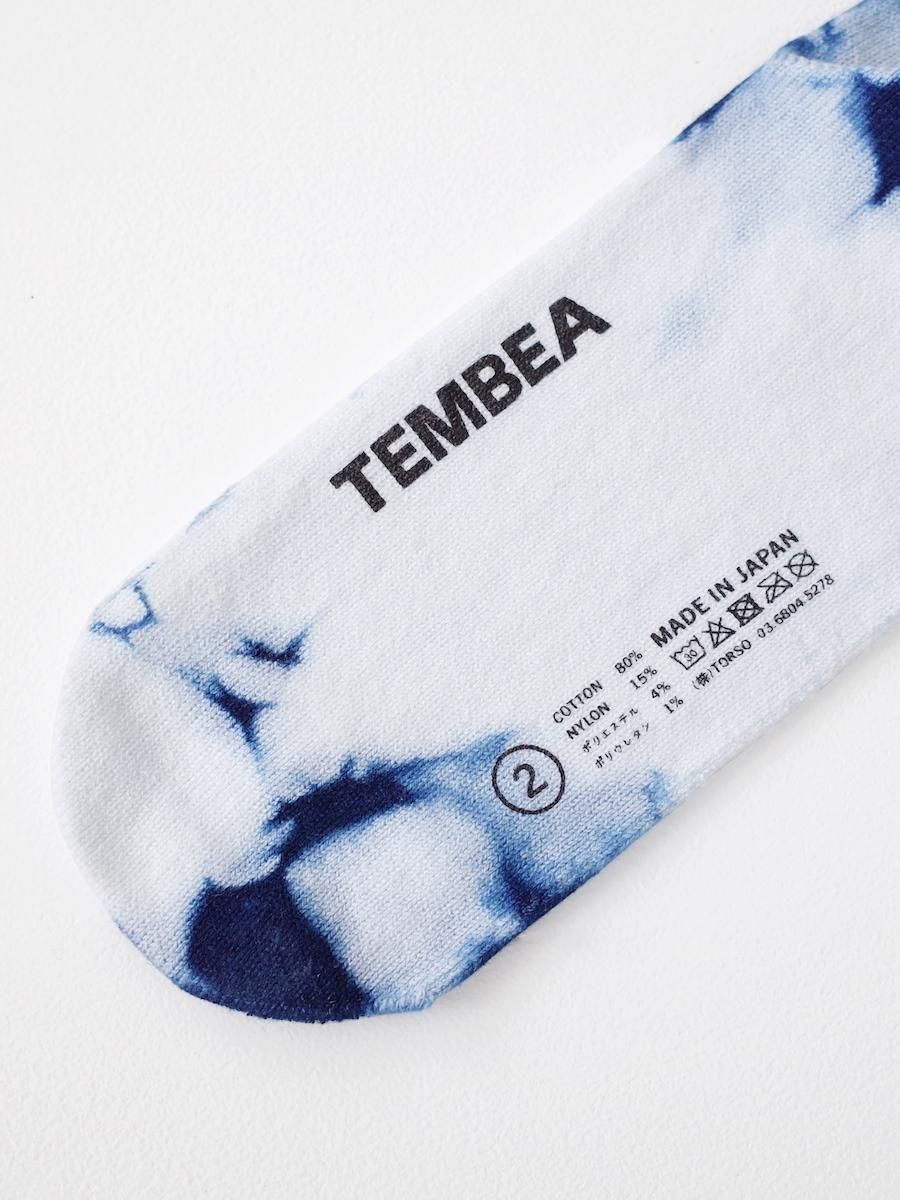 TEMBEA
2
COTTON 80%
NYLON 15%
ポリエステル 4%
ポリウレタン 1%
MADE IN JAPAN
30
(株)TORSO 03.6804.5278